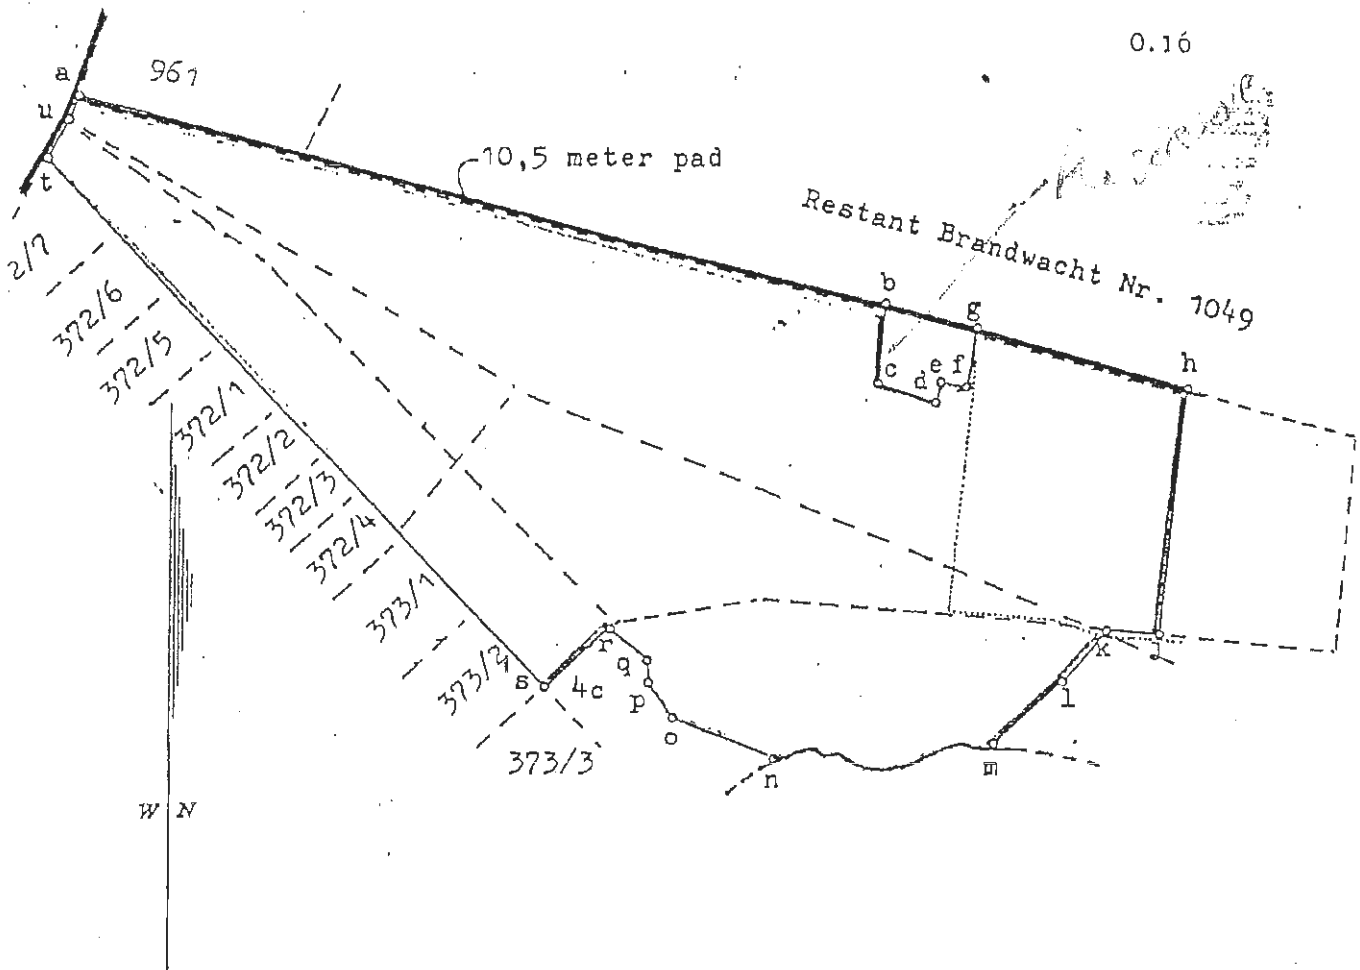 0.16
961
a
u
t
10,5 meter pad
Restant Brandwacht Nr. 1049
b
g
h
c
d
e
f
2/7
372/6
372/5
372/1
372/2
372/3
372/4
373/1
373/2
373/3
s
4c
r
q
p
o
n
m
l
k
j
W N